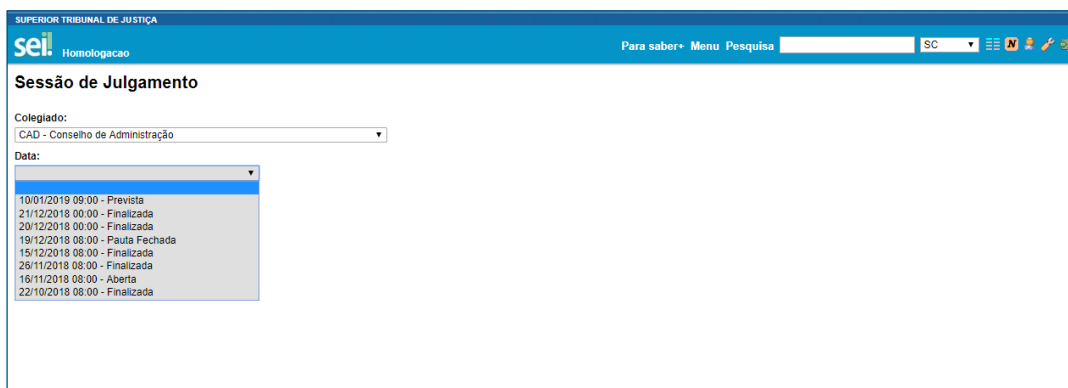 SUPERIOR TRIBUNAL DE JUSTIÇA
sei! Homologacao Para saber+ Menu Pesquisa SC N
Sessão de Julgamento
Colegiado:
CAD - Conselho de Administração
Data:
10/01/2019 09:00 - Prevista
21/12/2018 00:00 - Finalizada
20/12/2018 00:00 - Finalizada
19/12/2018 08:00 - Pauta Fechada
15/12/2018 08:00 - Finalizada
26/11/2018 08:00 - Finalizada
16/11/2018 08:00 - Aberta
22/10/2018 08:00 - Finalizada